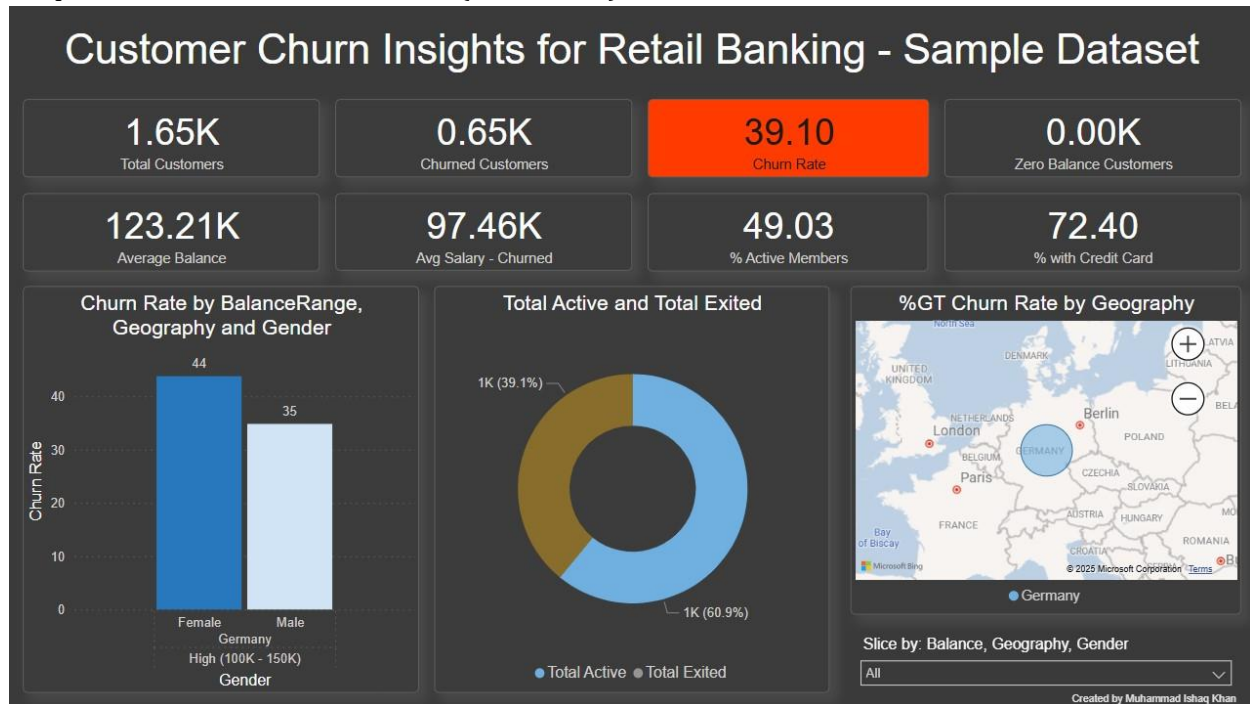 Customer Churn Insights for Retail Banking - Sample Dataset
1.65K
Total Customers
0.65K
Churned Customers
39.10
Churn Rate
0.00K
Zero Balance Customers
123.21K
Average Balance
97.46K
Avg Salary - Churned
49.03
% Active Members
72.40
% with Credit Card
Churn Rate by BalanceRange,
Geography and Gender
Churn Rate
40
30
20
10
0
44
35
Female
Male
Germany
High (100K - 150K)
Gender
Total Active and Total Exited
1K (39.1%)
1K (60.9%)
Total Active
Total Exited
%GT Churn Rate by Geography
North Sea
DENMARK
LATVIA
LITHUANIA
UNITED
KINGDOM
NETHERLANDS
Berlin
London
POLAND
BELGIUM
GERMANY
Paris
CZECHIA
SLOVAKIA
AUSTRIA
HUNGARY
FRANCE
Bay
of Biscay
ROMANIA
CROATIA
Microsoft Bing
© 2025 Microsoft Corporation
Terms
Germany
Slice by: Balance, Geography, Gender
All
Created by Muhammad Ishaq Khan